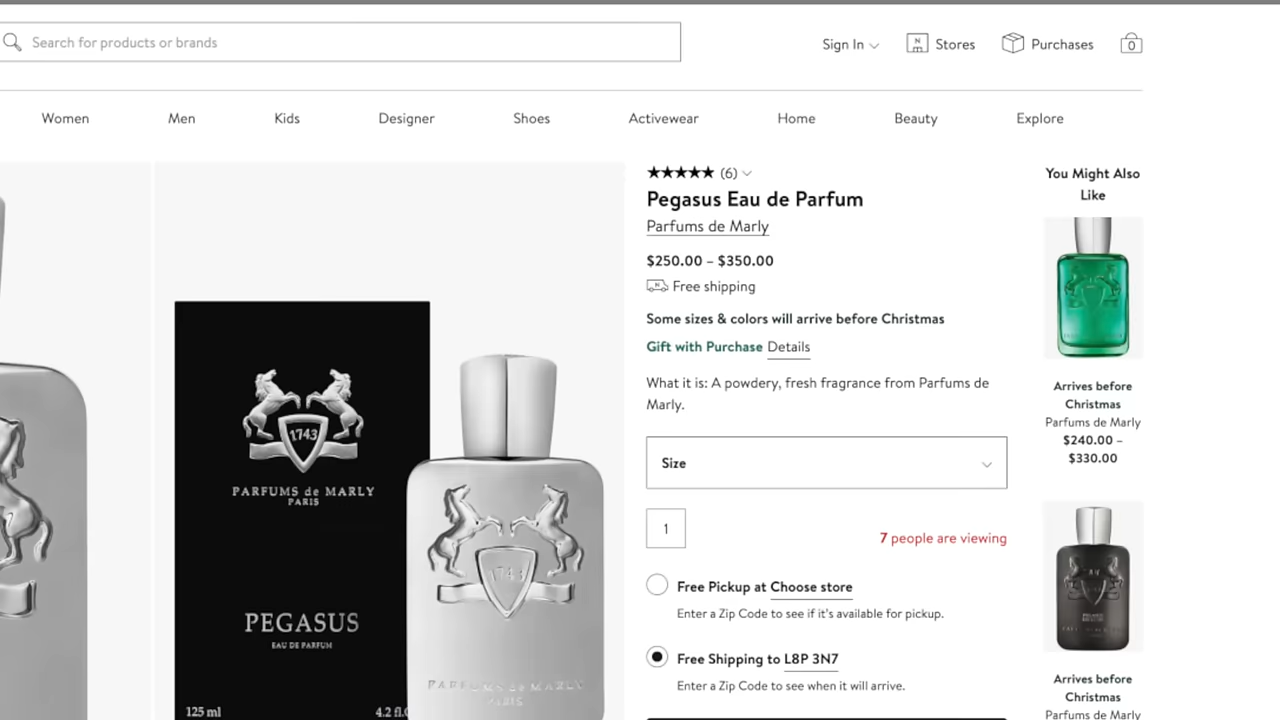 Search for products or brands
Sign In
Stores
Purchases
0
Women
Men
Kids
Designer
Shoes
Activewear
Home
Beauty
Explore
★★★★★ (6)
Pegasus Eau de Parfum
Parfums de Marly
$250.00 – $350.00
Free shipping
Some sizes & colors will arrive before Christmas
Gift with Purchase Details
What it is: A powdery, fresh fragrance from Parfums de
Marly.
Size
1
7 people are viewing
Free Pickup at Choose store
Enter a Zip Code to see if it's available for pickup.
Free Shipping to L8P 3N7
Enter a Zip Code to see when it will arrive.
You Might Also
Like
Arrives before
Christmas
Parfums de Marly
$240.00 –
$330.00
Arrives before
Christmas
Parfums de Marly
1743
PARFUMS de MARLY
PARIS
PEGASUS
EAU DE PARFUM
125 ml
4.2 fl.
1743
PARFUMS de MARLY
PARIS